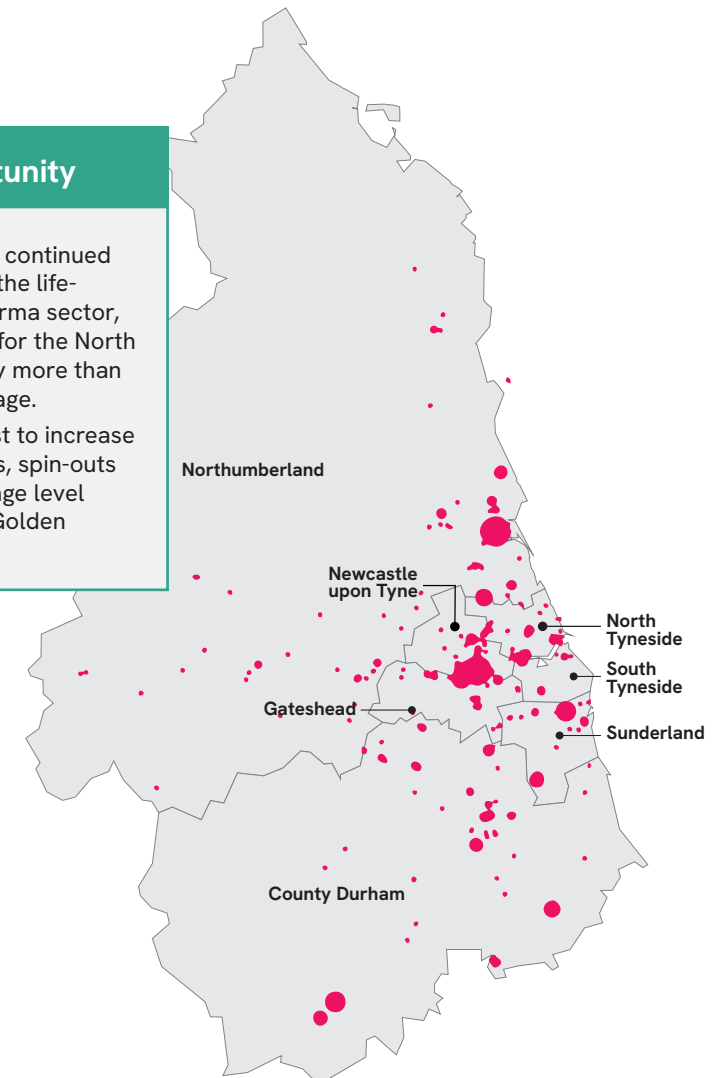 tunity
continued
the life-
rma sector,
for the North
y more than
age.
st to increase
s, spin-outs
ge level
Golden
Northumberland
Newcastle
upon Tyne
North
Tyneside
South
Tyneside
Gateshead
Sunderland
County Durham